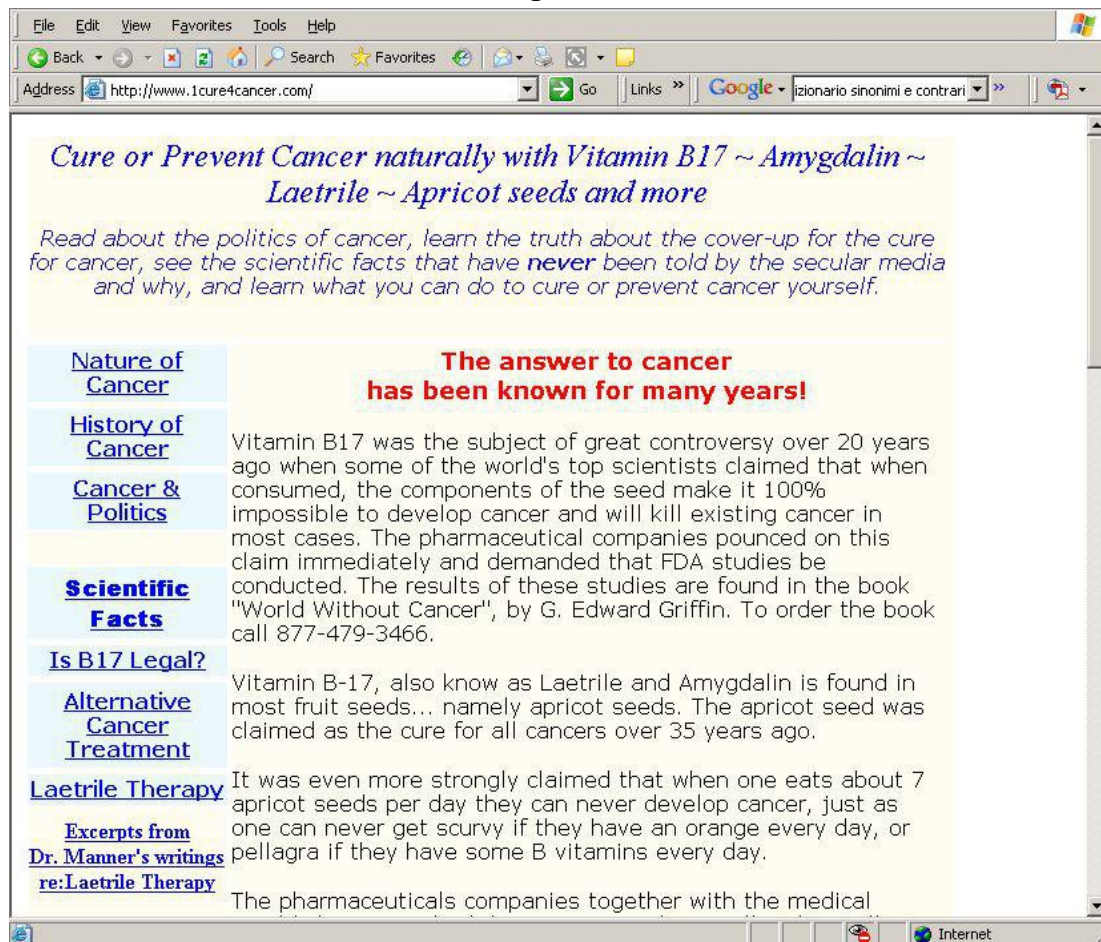 File Edit View Favorites Tools Help
Back Search Favorites
Address http://www.1cure4cancer.com/ Go Links » Google izionario sinonimi e contrari »
Cure or Prevent Cancer naturally with Vitamin B17 ~ Amygdalin ~
Laetrile ~ Apricot seeds and more
Read about the politics of cancer, learn the truth about the cover-up for the cure
for cancer, see the scientific facts that have never been told by the secular media
and why, and learn what you can do to cure or prevent cancer yourself.
Nature of
Cancer
History of
Cancer
Cancer &
Politics
Scientific
Facts
Is B17 Legal?
Alternative
Cancer
Treatment
Laetrile Therapy
Excerpts from
Dr. Manner's writings
re:Laetrile Therapy
The answer to cancer
has been known for many years!
Vitamin B17 was the subject of great controversy over 20 years
ago when some of the world's top scientists claimed that when
consumed, the components of the seed make it 100%
impossible to develop cancer and will kill existing cancer in
most cases. The pharmaceutical companies pounced on this
claim immediately and demanded that FDA studies be
conducted. The results of these studies are found in the book
"World Without Cancer", by G. Edward Griffin. To order the book
call 877-479-3466.
Vitamin B-17, also know as Laetrile and Amygdalin is found in
most fruit seeds... namely apricot seeds. The apricot seed was
claimed as the cure for all cancers over 35 years ago.
It was even more strongly claimed that when one eats about 7
apricot seeds per day they can never develop cancer, just as
one can never get scurvy if they have an orange every day, or
pellagra if they have some B vitamins every day.
The pharmaceuticals companies together with the medical
Internet